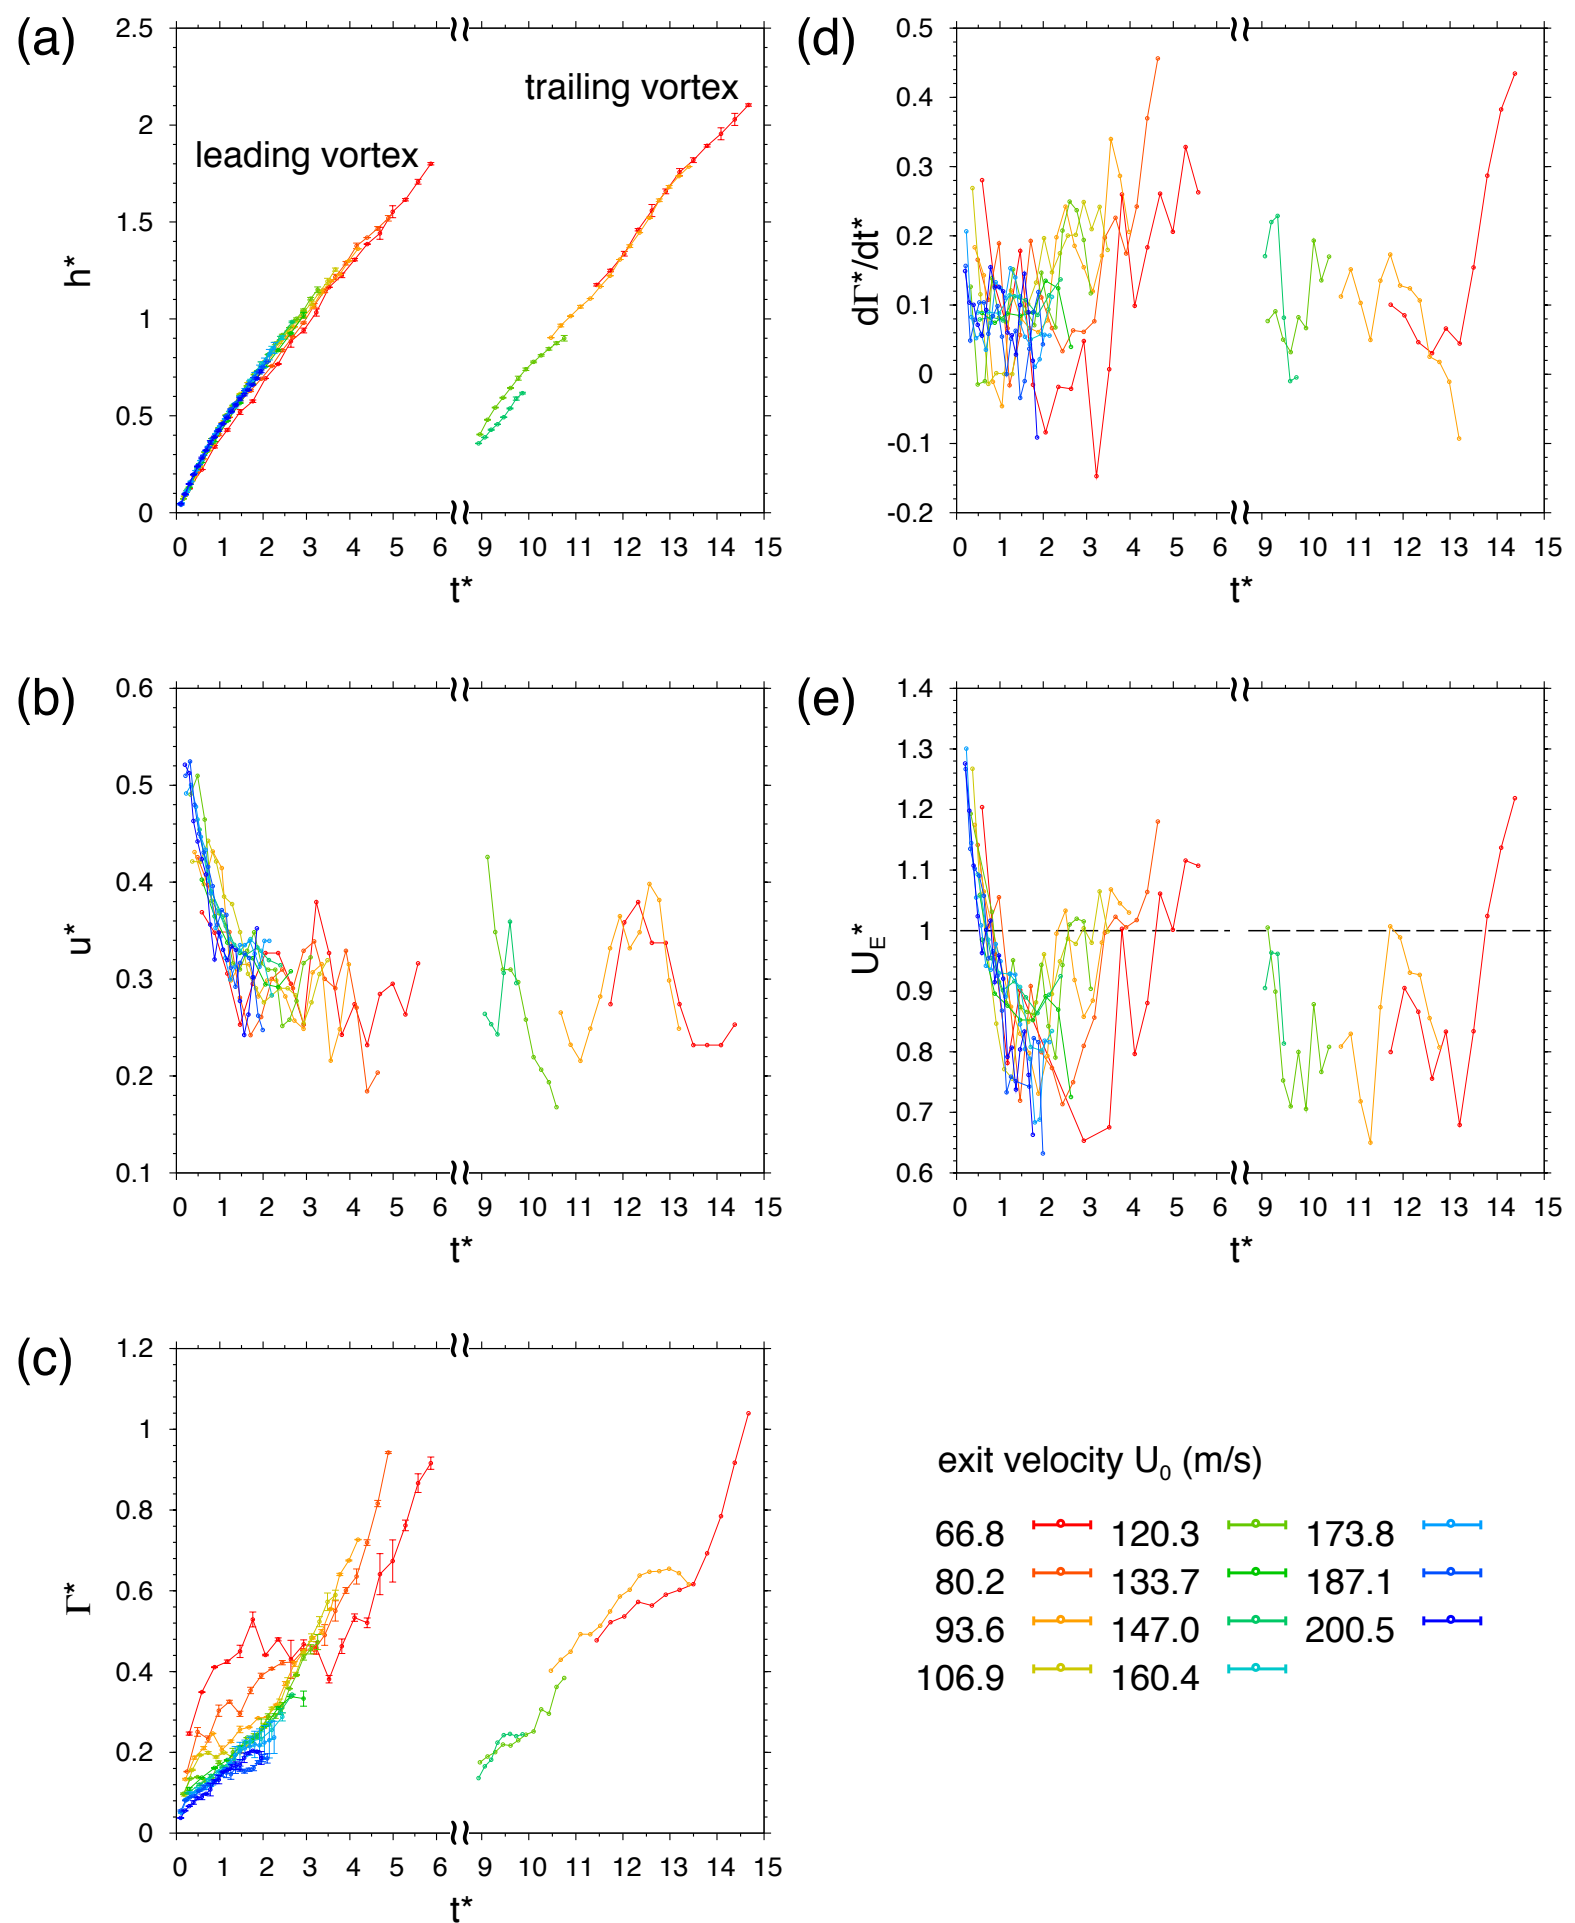 (a)
2.5
2
1.5
1
0.5
0
h*
leading vortex
trailing vortex
0 1 2 3 4 5 6 9 10 11 12 13 14 15
t*
(d)
0.5
0.4
0.3
0.2
0.1
0
-0.1
-0.2
dΓ*/dt*
0 1 2 3 4 5 6 9 10 11 12 13 14 15
t*
(b)
0.6
0.5
0.4
0.3
0.2
0.1
u*
0 1 2 3 4 5 6 9 10 11 12 13 14 15
t*
(e)
1.4
1.3
1.2
1.1
1
0.9
0.8
0.7
0.6
U_E*
0 1 2 3 4 5 6 9 10 11 12 13 14 15
t*
(c)
1.2
1
0.8
0.6
0.4
0.2
0
Γ*
0 1 2 3 4 5 6 9 10 11 12 13 14 15
t*
exit velocity U₀ (m/s)
66.8 120.3 173.8
80.2 133.7 187.1
93.6 147.0 200.5
106.9 160.4